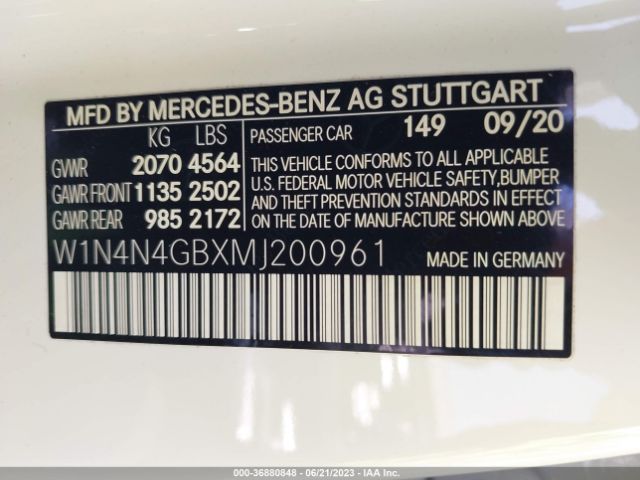 MFD BY MERCEDES-BENZ AG STUTTGART
KG LBS
GVWR 2070 4564
GAWR FRONT 1135 2502
GAWR REAR 985 2172
PASSENGER CAR 149 09/20
THIS VEHICLE CONFORMS TO ALL APPLICABLE
U.S. FEDERAL MOTOR VEHICLE SAFETY,BUMPER
AND THEFT PREVENTION STANDARDS IN EFFECT
ON THE DATE OF MANUFACTURE SHOWN ABOVE.
W1N4N4GBXMJ200961 MADE IN GERMANY
000-36880848 - 06/21/2023 - IAA Inc.